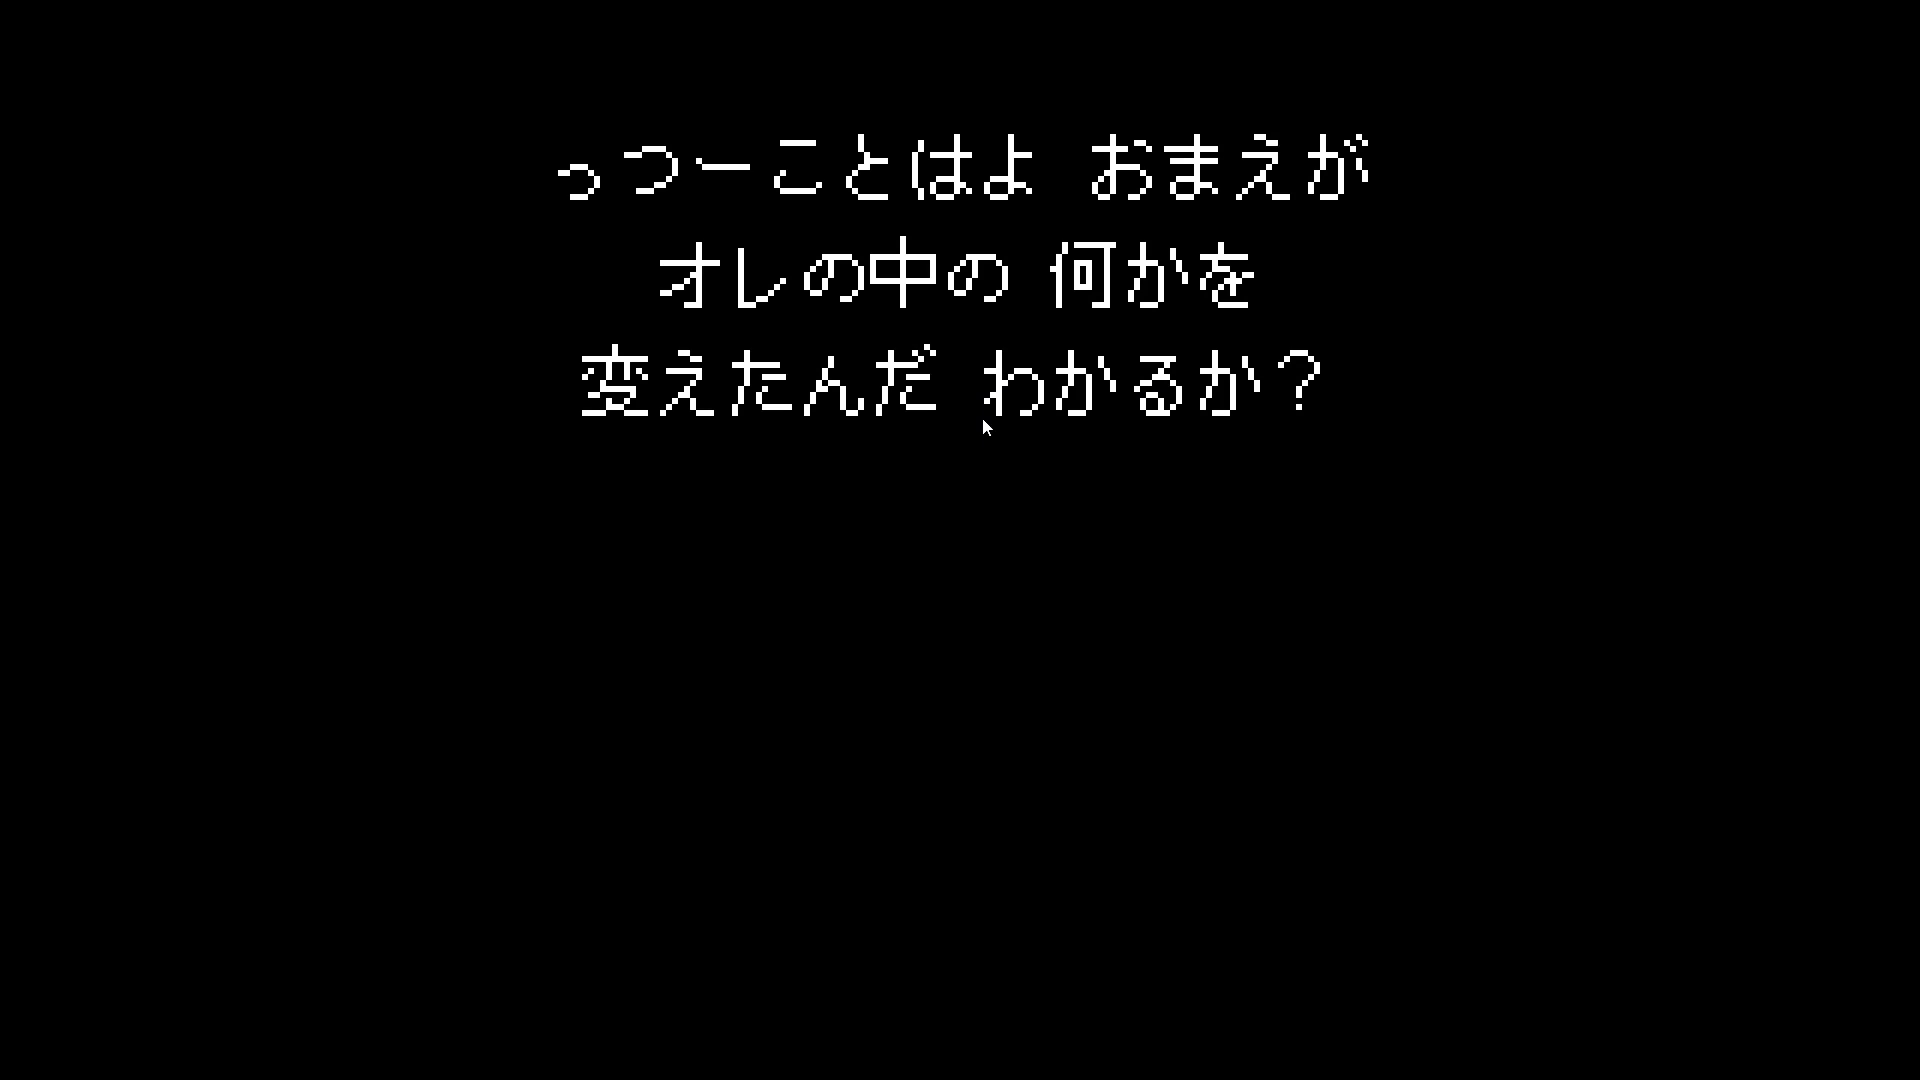 っつーことはよ おまえが
オレの中の 何かを
変えたんだ わかるか？